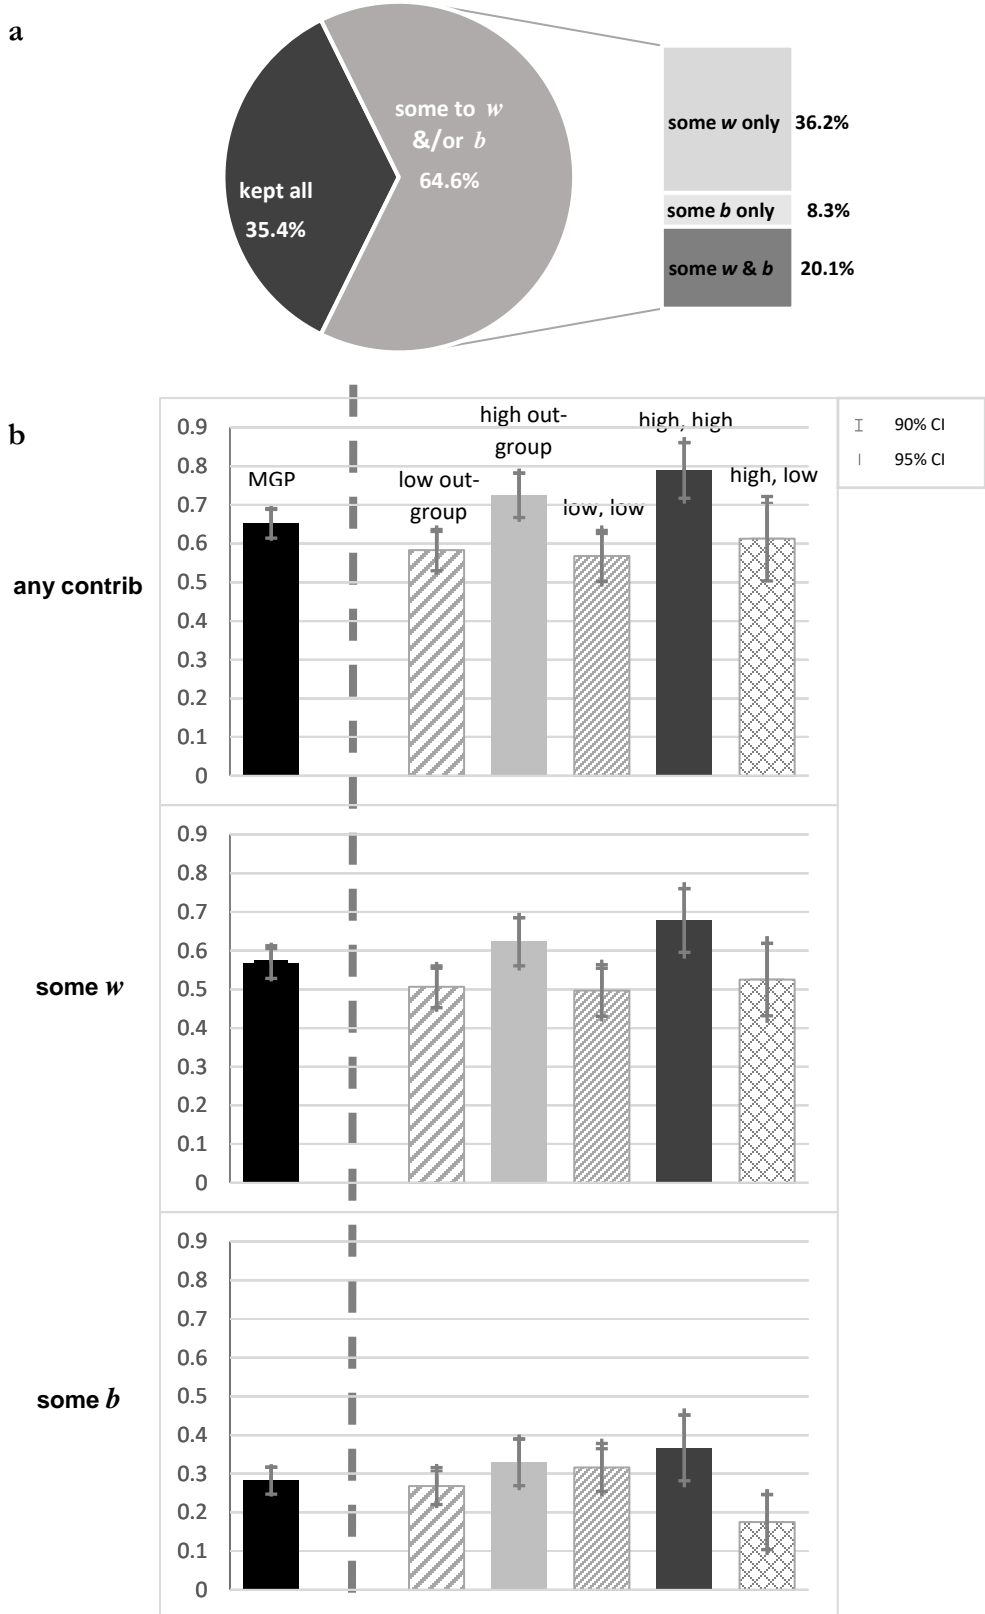 a
some to w
&/or b
64.6%
kept all
35.4%
some w only 36.2%
some b only 8.3%
some w & b 20.1%
b
90% CI
95% CI
any contrib
0.9
0.8
0.7
0.6
0.5
0.4
0.3
0.2
0.1
0
MGP
low out-
group
high out-
group
low, low
high, high
high, low
some w
0.9
0.8
0.7
0.6
0.5
0.4
0.3
0.2
0.1
0
some b
0.9
0.8
0.7
0.6
0.5
0.4
0.3
0.2
0.1
0